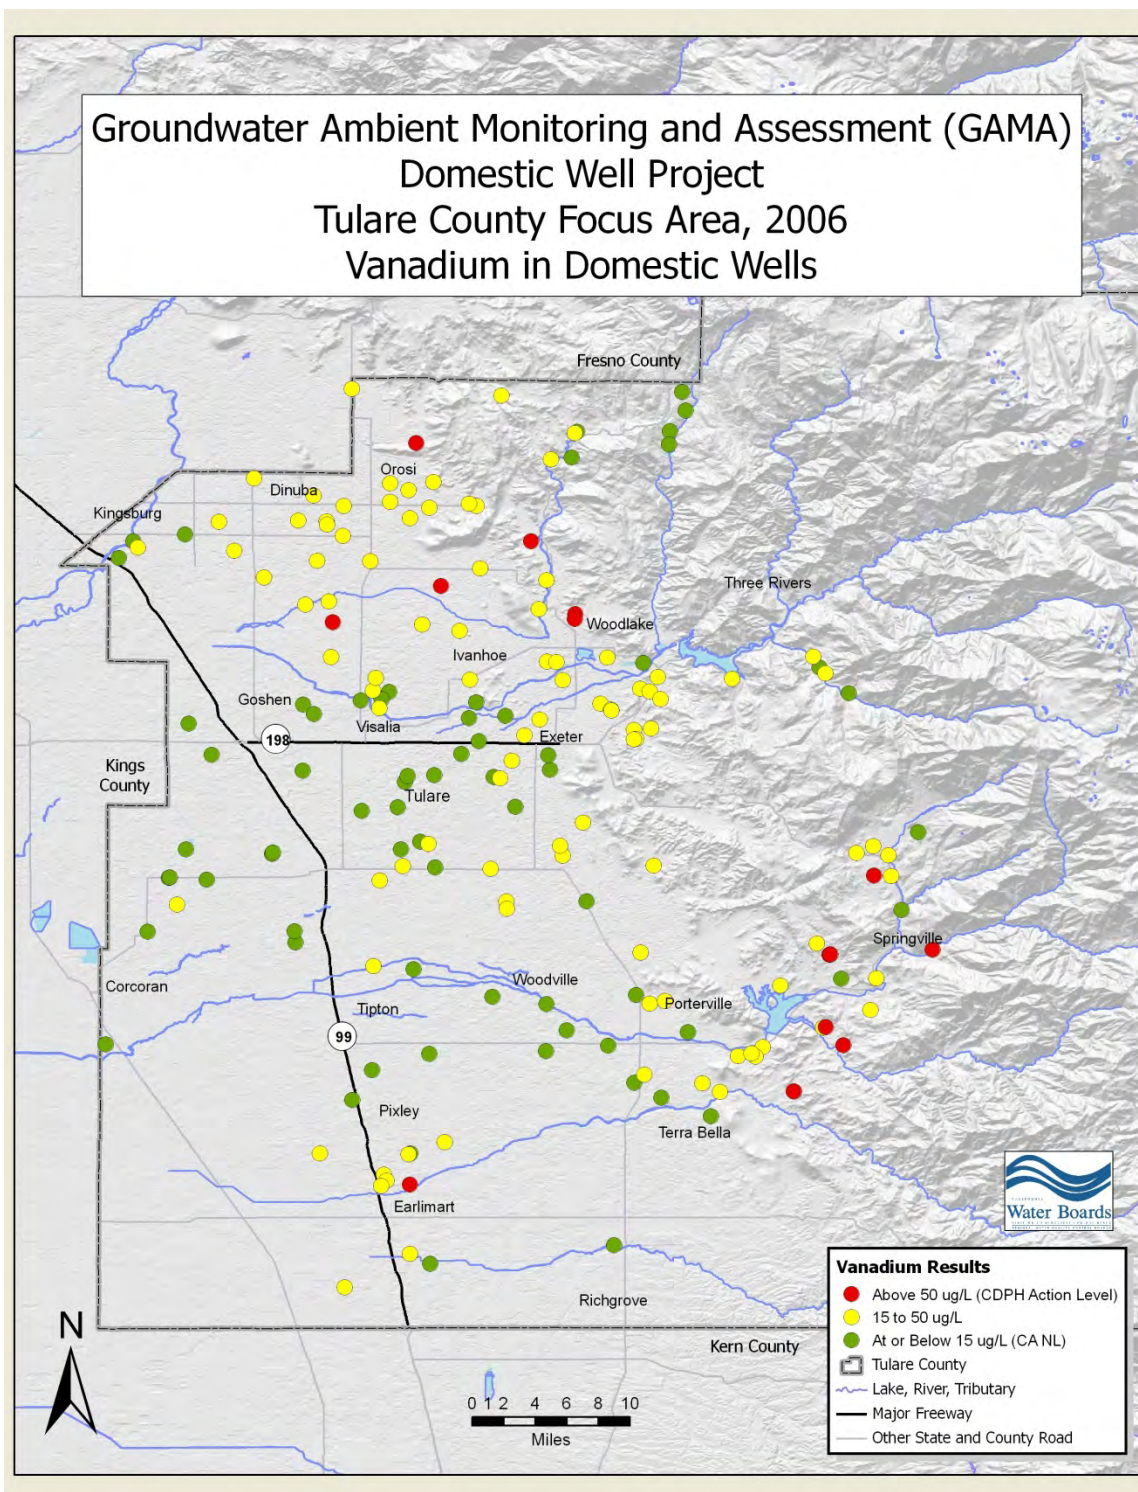 Groundwater Ambient Monitoring and Assessment (GAMA)
Domestic Well Project
Tulare County Focus Area, 2006
Vanadium in Domestic Wells
Fresno County
Orosi
Dinuba
Kingsburg
Three Rivers
Woodlake
Ivanhoe
Goshen
Visalia
198
Exeter
Kings
County
Tulare
Springville
Corcoran
Woodville
Porterville
Tipton
99
Pixley
Terra Bella
Earlimart
CALIFORNIA
Water Boards
Richgrove
Kern County
Vanadium Results
Above 50 ug/L (CDPH Action Level)
15 to 50 ug/L
At or Below 15 ug/L (CA NL)
Tulare County
Lake, River, Tributary
Major Freeway
Other State and County Road
N
0 1 2 4 6 8 10
Miles